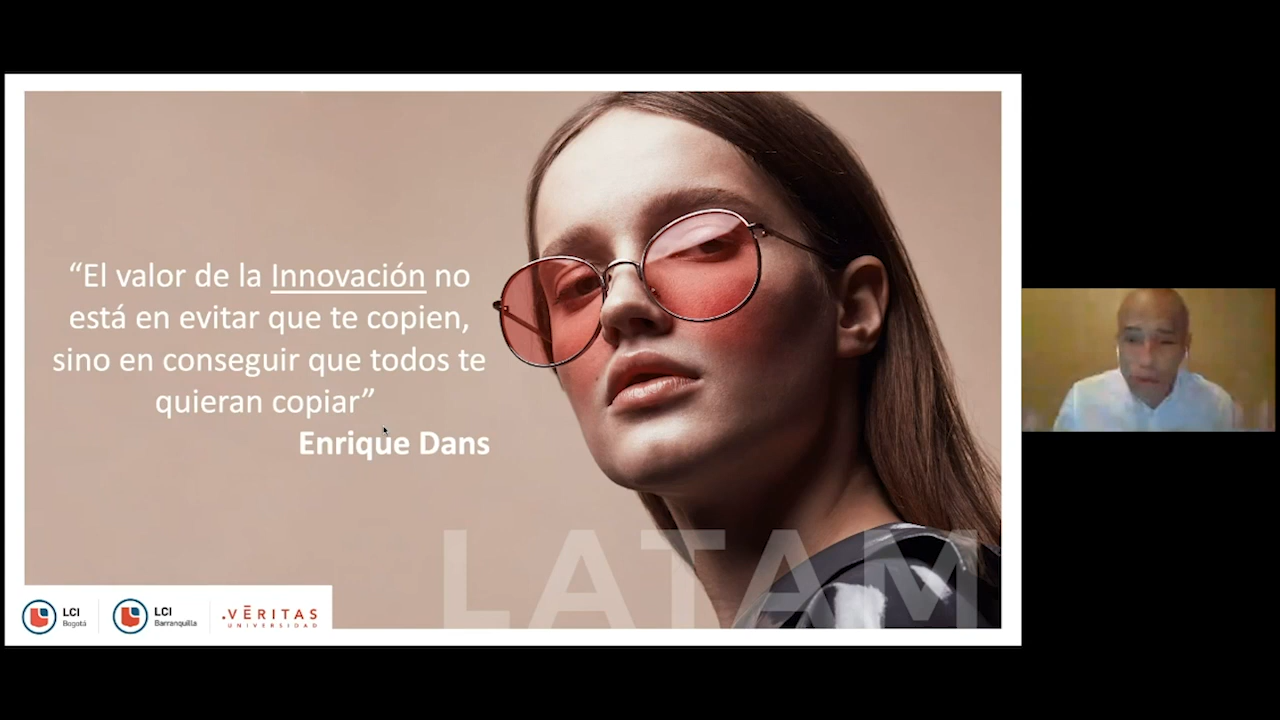 “El valor de la Innovación no
está en evitar que te copien,
sino en conseguir que todos te
quieran copiar”
Enrique Dans
LATAM
LCI
Bogotá
LCI
Barranquilla
.VĒRITAS
UNIVERSIDAD